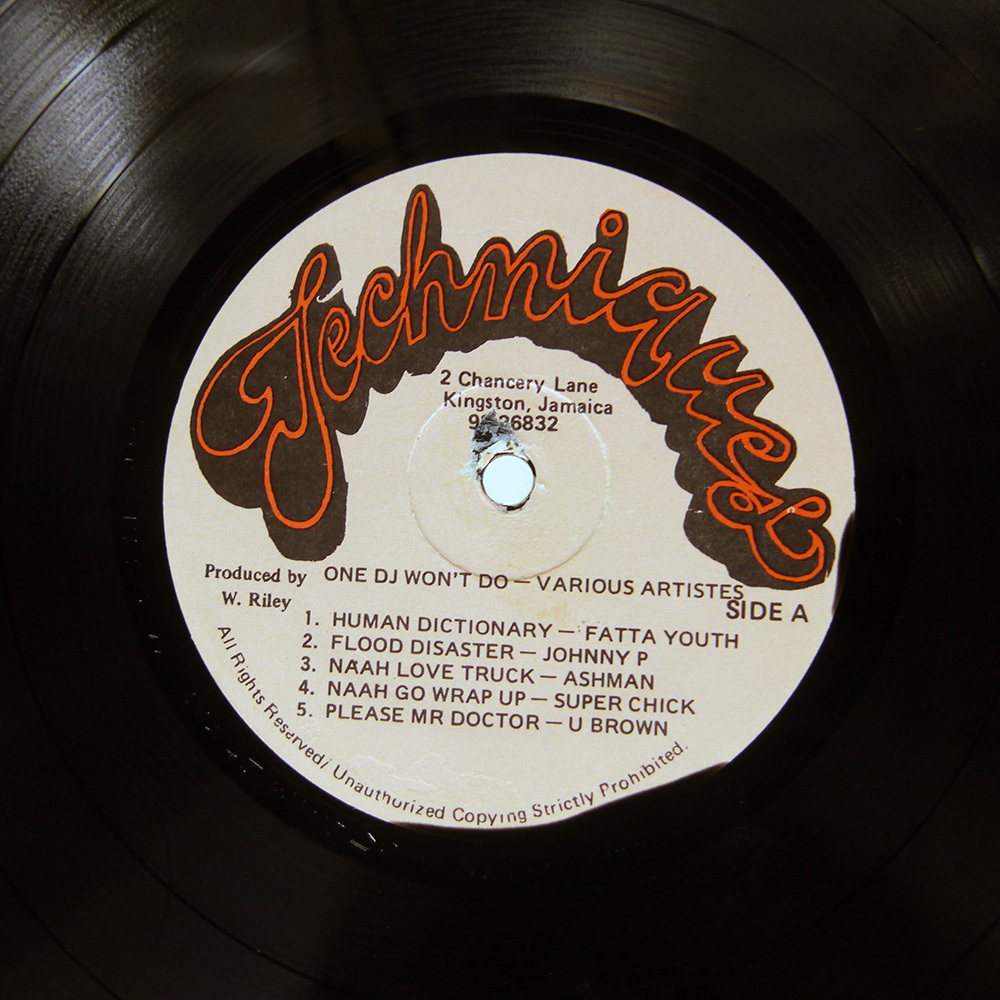 Techniques
2 Chancery Lane
Kingston, Jamaica
Produced by
W. Riley
ONE DJ WON'T DO — VARIOUS ARTISTES
SIDE A
1. HUMAN DICTIONARY — FATTA YOUTH
2. FLOOD DISASTER — JOHNNY P
3. NAAH LOVE TRUCK — ASHMAN
4. NAAH GO WRAP UP — SUPER CHICK
5. PLEASE MR DOCTOR — U BROWN
All Rights Reserved/ Unauthorized Copying Strictly Prohibited.